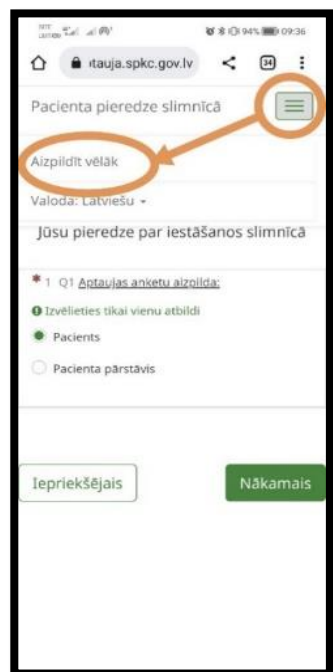 94% 09:36
itauja.spkc.gov.lv 34
Pacienta pieredze slimnīcā
Aizpildīt vēlāk
Valoda: Latviešu
Jūsu pieredze par iestāšanos slimnīcā
* 1 Q1 Aptaujas anketu aizpilda:
Izvēlieties tikai vienu atbildi
Pacients
Pacienta pārstāvis
Iepriekšējais
Nākamais